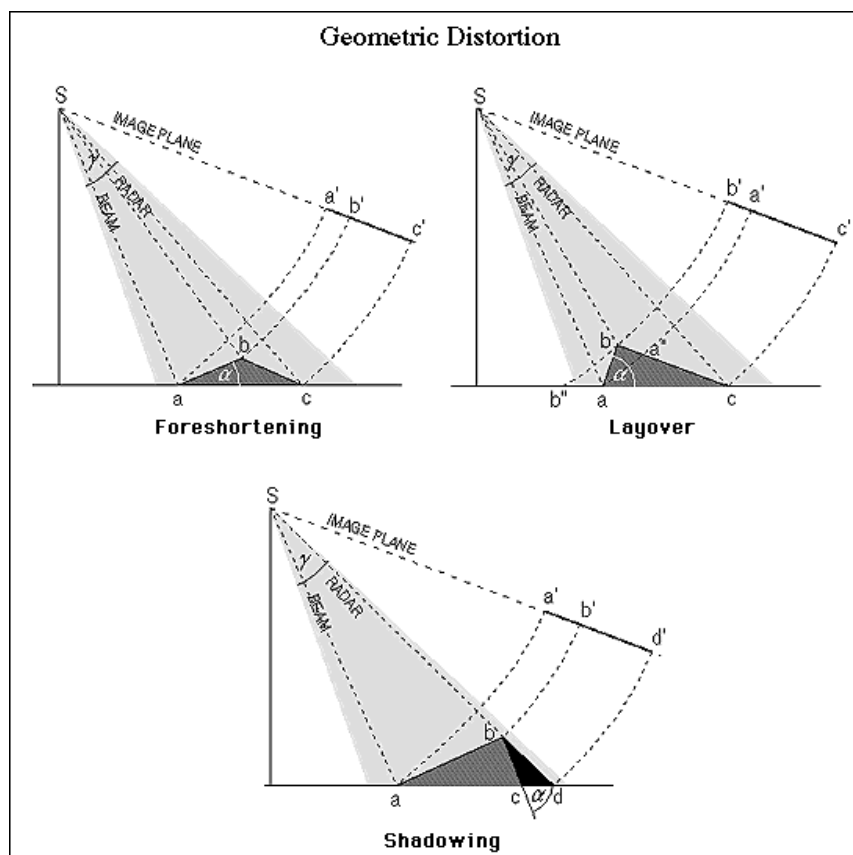 Geometric Distortion
S
IMAGE PLANE
γ
RADAR
BEAM
a'
b'
c'
b
α
a
c
Foreshortening
S
IMAGE PLANE
γ
RADAR
BEAM
b'
a'
c'
b
a"
α
b"
a
c
Layover
S
IMAGE PLANE
γ
RADAR
BEAM
a'
b'
d'
b
a
c
α
d
Shadowing